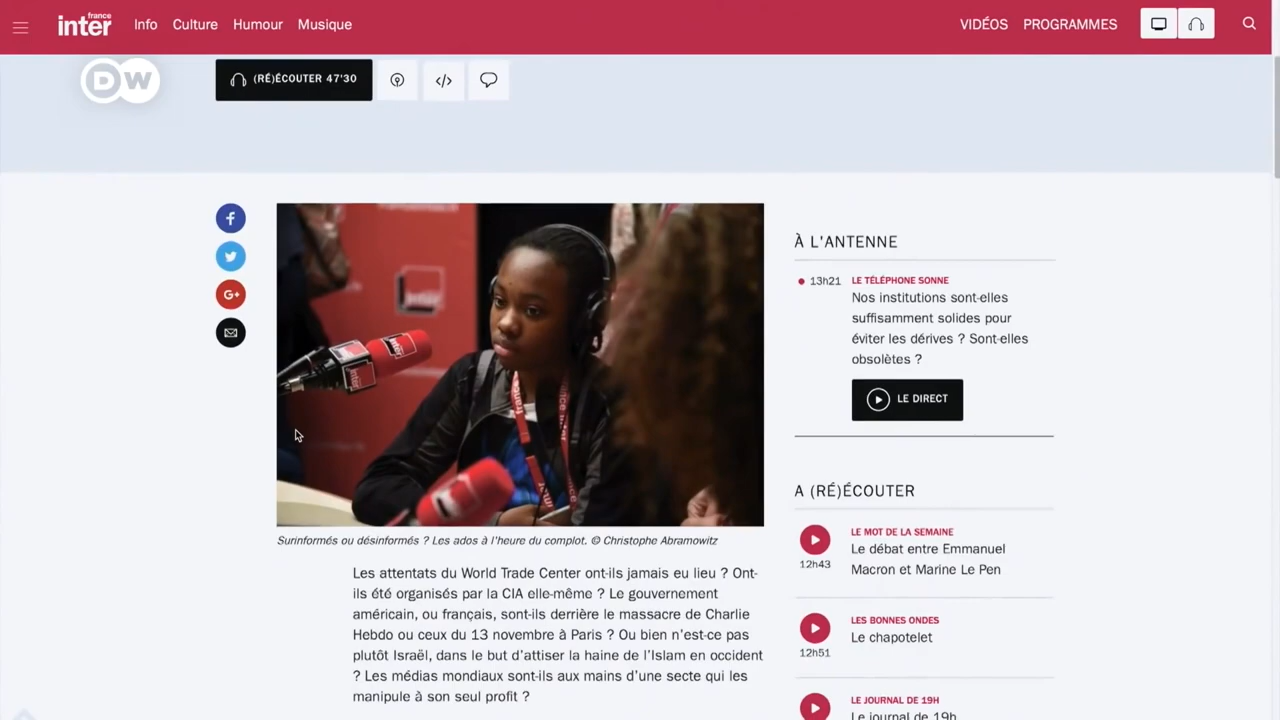 france
inter
Info
Culture
Humour
Musique
VIDÉOS
PROGRAMMES
DW
(RÉ)ÉCOUTER 47'30
À L'ANTENNE
13h21
LE TÉLÉPHONE SONNE
Nos institutions sont-elles
suffisamment solides pour
éviter les dérives ? Sont-elles
obsolètes ?
LE DIRECT
inter
france
Surinformés ou désinformés ? Les ados à l'heure du complot. © Christophe Abramowitz
Les attentats du World Trade Center ont-ils jamais eu lieu ? Ont-
ils été organisés par la CIA elle-même ? Le gouvernement
américain, ou français, sont-ils derrière le massacre de Charlie
Hebdo ou ceux du 13 novembre à Paris ? Ou bien n'est-ce pas
plutôt Israël, dans le but d'attiser la haine de l'Islam en occident
? Les médias mondiaux sont-ils aux mains d'une secte qui les
manipule à son seul profit ?
A (RÉ)ÉCOUTER
LE MOT DE LA SEMAINE
Le débat entre Emmanuel
Macron et Marine Le Pen
12h43
LES BONNES ONDES
Le chapotelet
12h51
LE JOURNAL DE 19H
Le journal de 19h